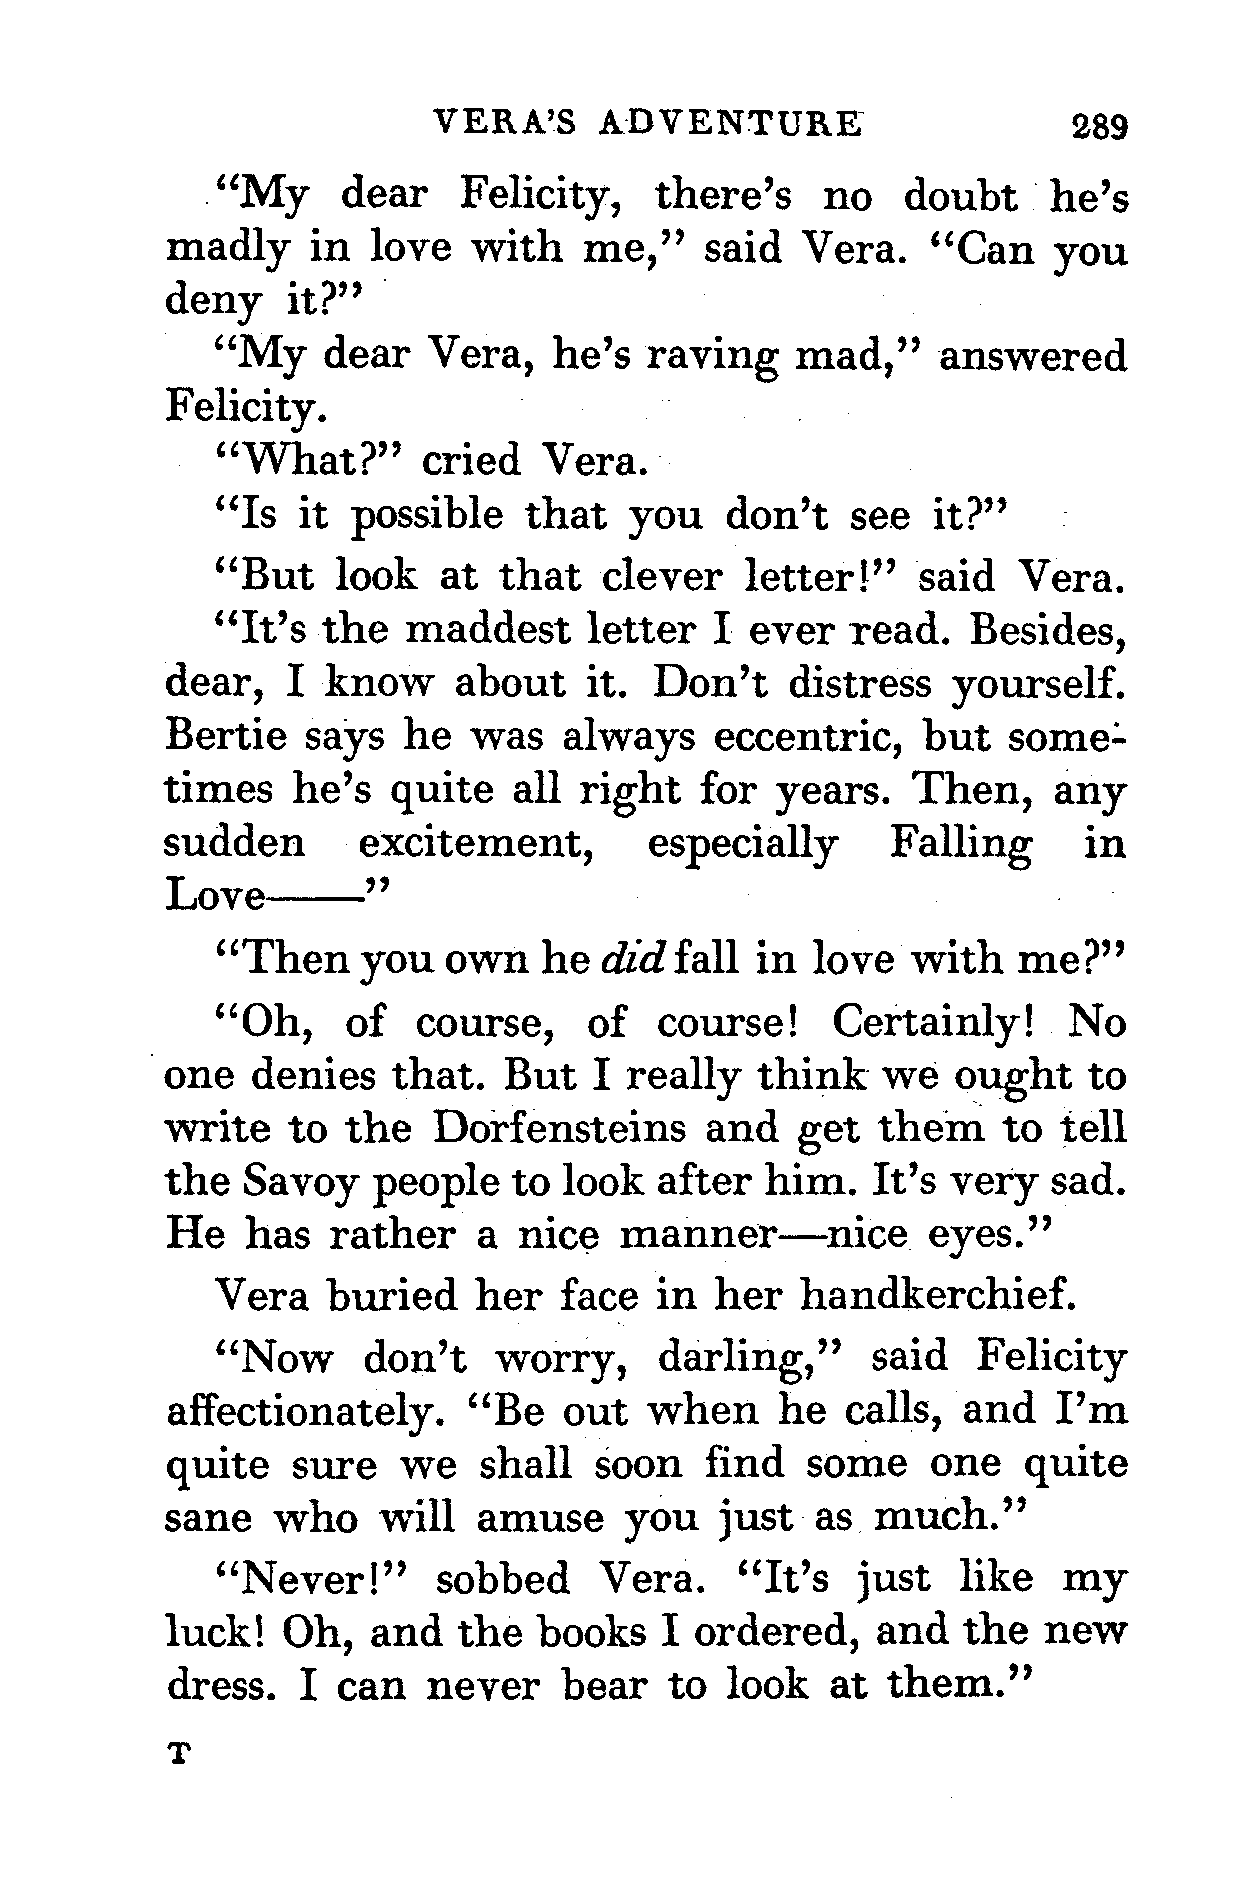 VERA'S ADVENTURE 289
"My dear Felicity, there's no doubt he's
madly in love with me," said Vera. "Can you
deny it?"
"My dear Vera, he's raving mad," answered
Felicity.
"What?" cried Vera.
"Is it possible that you don't see it?"
"But look at that clever letter!" said Vera.
"It's the maddest letter I ever read. Besides,
dear, I know about it. Don't distress yourself.
Bertie says he was always eccentric, but some-
times he's quite all right for years. Then, any
sudden excitement, especially Falling in
Love——"
"Then you own he did fall in love with me?"
"Oh, of course, of course! Certainly! No
one denies that. But I really think we ought to
write to the Dorfensteins and get them to tell
the Savoy people to look after him. It's very sad.
He has rather a nice manner—nice eyes."
Vera buried her face in her handkerchief.
"Now don't worry, darling," said Felicity
affectionately. "Be out when he calls, and I'm
quite sure we shall soon find some one quite
sane who will amuse you just as much."
"Never!" sobbed Vera. "It's just like my
luck! Oh, and the books I ordered, and the new
dress. I can never bear to look at them."
T